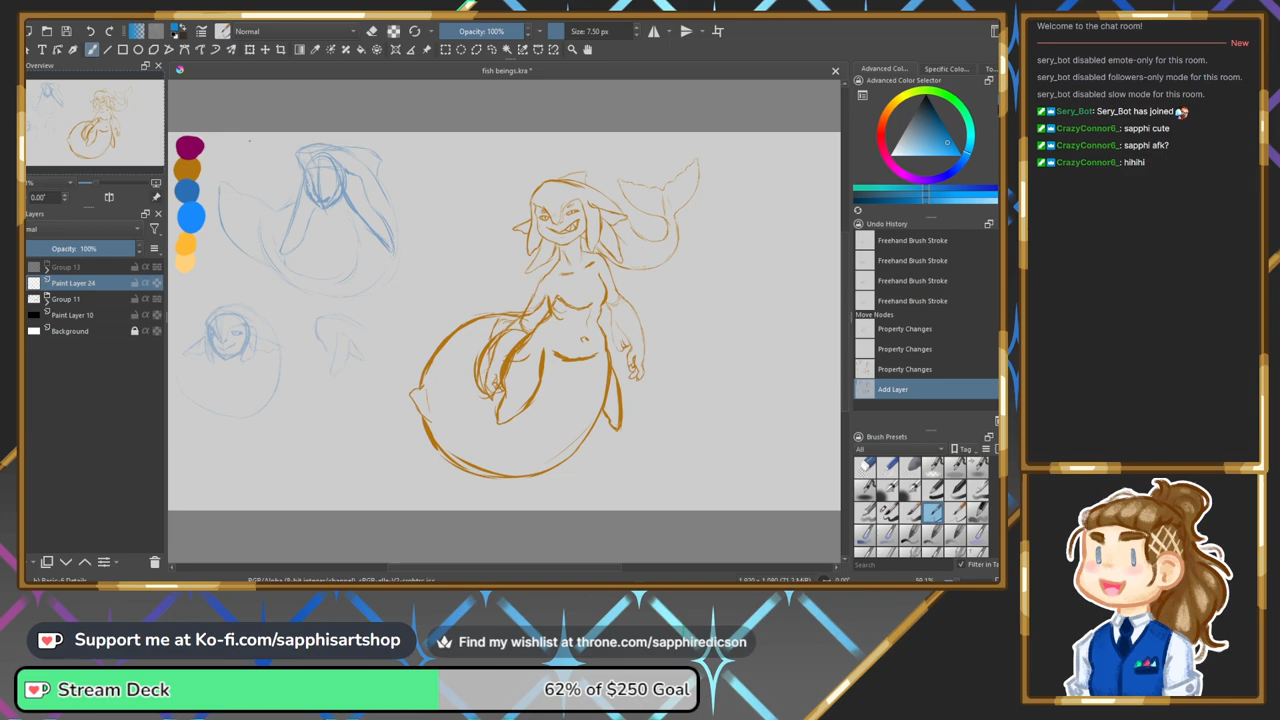 Normal
Opacity: 100%
Size: 7.50 px
Overview
fish beings.kra *
0.00°
Layers
Opacity: 100%
Group 13
Paint Layer 24
Group 11
Paint Layer 10
Background
Advanced Col...
Specific Colo...
To...
Advanced Color Selector
Undo History
Freehand Brush Stroke
Freehand Brush Stroke
Freehand Brush Stroke
Freehand Brush Stroke
Move Nodes
Property Changes
Property Changes
Property Changes
Add Layer
Brush Presets
All
Tag
Search
Filter in Ta
Welcome to the chat room!
New
sery_bot disabled emote-only for this room.
sery_bot disabled followers-only mode for this room.
sery_bot disabled slow mode for this room.
Sery_Bot: Sery_Bot has joined
CrazyConnor6_: sapphi cute
CrazyConnor6_: sapphi afk?
CrazyConnor6_: hihihi
Support me at Ko-fi.com/sapphisartshop
Find my wishlist at throne.com/sapphiredicson
Stream Deck
62% of $250 Goal